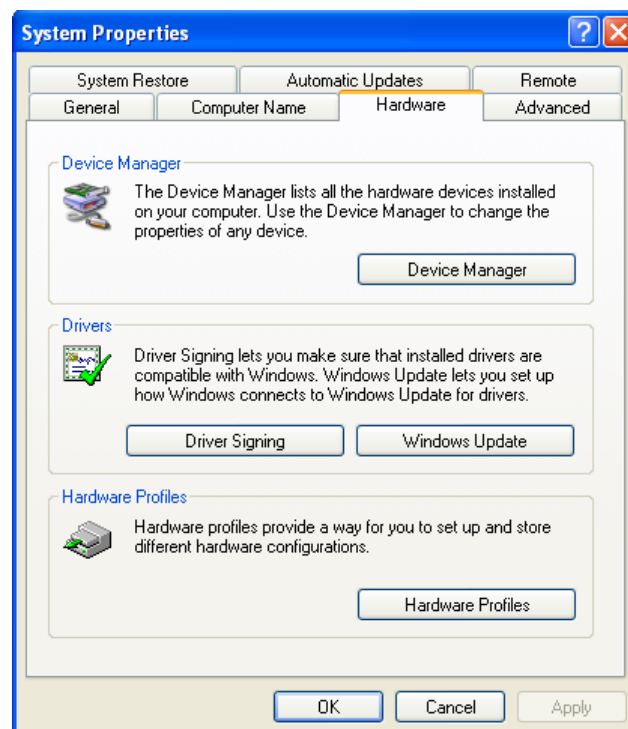 System Properties
System Restore
Automatic Updates
Remote
General
Computer Name
Hardware
Advanced
Device Manager
The Device Manager lists all the hardware devices installed
on your computer. Use the Device Manager to change the
properties of any device.
Device Manager
Drivers
Driver Signing lets you make sure that installed drivers are
compatible with Windows. Windows Update lets you set up
how Windows connects to Windows Update for drivers.
Driver Signing
Windows Update
Hardware Profiles
Hardware profiles provide a way for you to set up and store
different hardware configurations.
Hardware Profiles
OK
Cancel
Apply